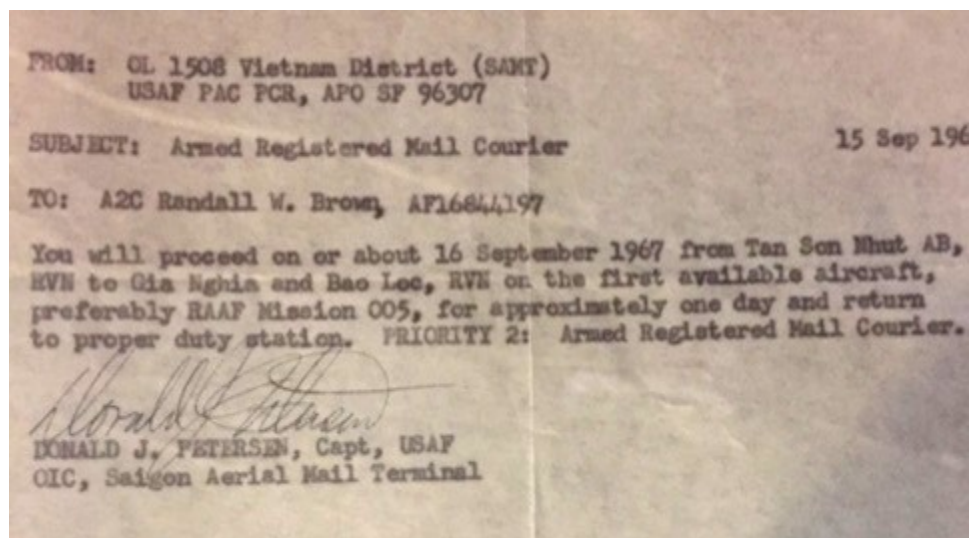 FROM: OL 1508 Vietnam District (SAMT)
USAF PAC PCR, APO SF 96307
SUBJECT: Armed Registered Mail Courier 15 Sep 196
TO: A2C Randall W. Brown, AF16844197
You will proceed on or about 16 September 1967 from Tan Son Nhut AB,
RVN to Gia Nghia and Bao Loc, RVN on the first available aircraft,
preferably RAAF Mission 005, for approximately one day and return
to proper duty station. PRIORITY 2: Armed Registered Mail Courier.
Donald J Petersen
DONALD J. PETERSEN, Capt, USAF
OIC, Saigon Aerial Mail Terminal